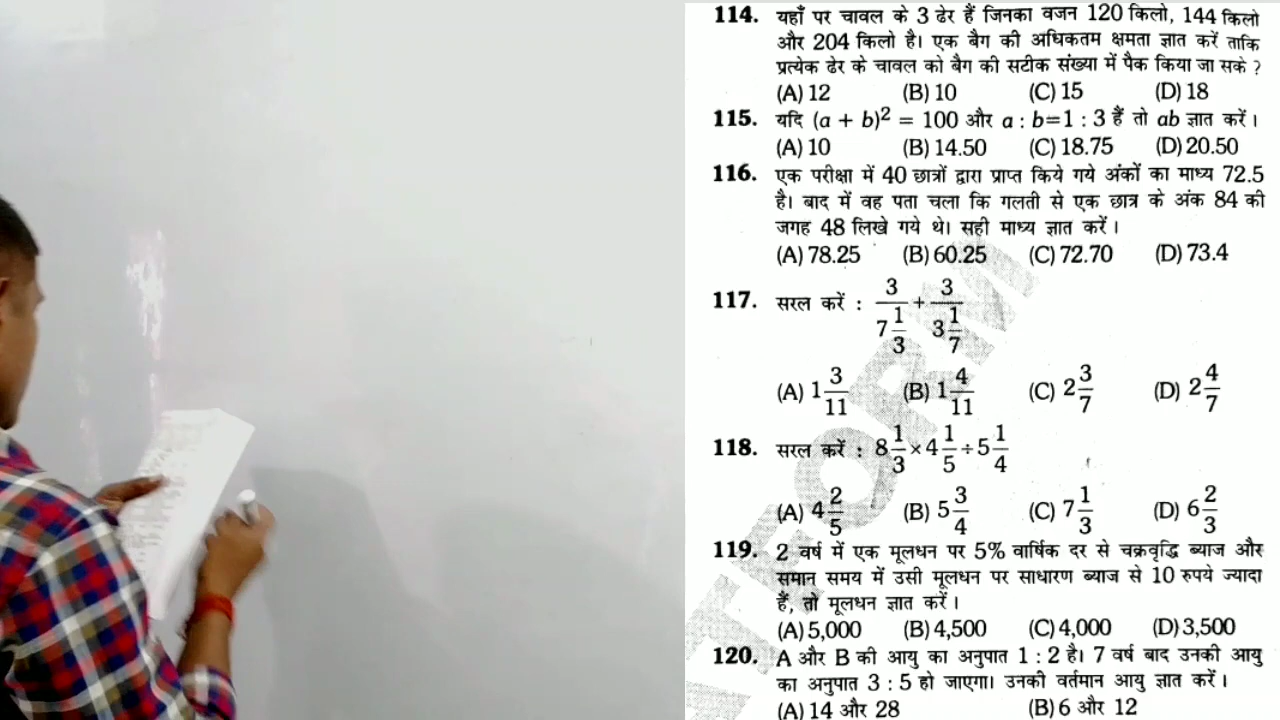 114. यहाँ पर चावल के 3 ढेर हैं जिनका वजन 120 किलो, 144 किलो
और 204 किलो है। एक बैग की अधिकतम क्षमता ज्ञात करें ताकि
प्रत्येक ढेर के चावल को बैग की सटीक संख्या में पैक किया जा सके ?
(A) 12 (B) 10 (C) 15 (D) 18
115. यदि (a + b)² = 100 और a : b=1 : 3 हैं तो ab ज्ञात करें।
(A) 10 (B) 14.50 (C) 18.75 (D) 20.50
116. एक परीक्षा में 40 छात्रों द्वारा प्राप्त किये गये अंकों का माध्य 72.5
है। बाद में वह पता चला कि गलती से एक छात्र के अंक 84 की
जगह 48 लिखे गये थे। सही माध्य ज्ञात करें।
(A) 78.25 (B) 60.25 (C) 72.70 (D) 73.4
117. सरल करें : 3/(7 1/3) + 3/(3 1/7)
(A) 1 3/11 (B) 1 4/11 (C) 2 3/7 (D) 2 4/7
118. सरल करें : 8 1/3 × 4 1/5 ÷ 5 1/4
(A) 4 2/5 (B) 5 3/4 (C) 7 1/3 (D) 6 2/3
119. 2 वर्ष में एक मूलधन पर 5% वार्षिक दर से चक्रवृद्धि ब्याज और
समान समय में उसी मूलधन पर साधारण ब्याज से 10 रुपये ज्यादा
हैं, तो मूलधन ज्ञात करें।
(A) 5,000 (B) 4,500 (C) 4,000 (D) 3,500
120. A और B की आयु का अनुपात 1 : 2 है। 7 वर्ष बाद उनकी आयु
का अनुपात 3 : 5 हो जाएगा। उनकी वर्तमान आयु ज्ञात करें।
(A) 14 और 28 (B) 6 और 12